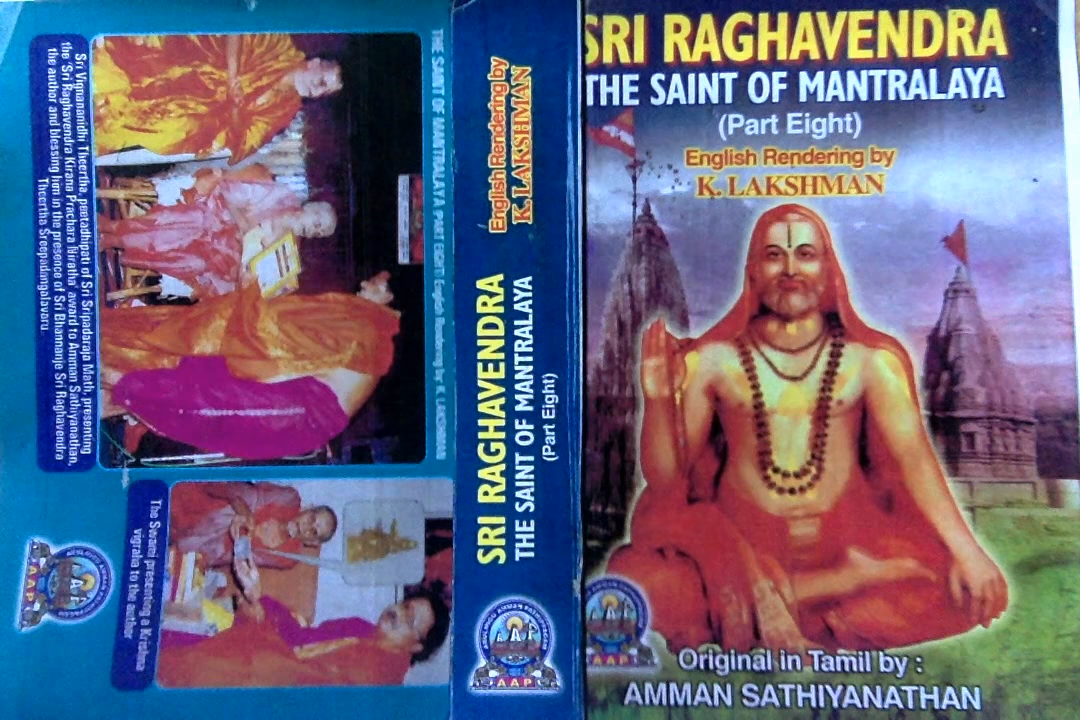 SRI RAGHAVENDRA
THE SAINT OF MANTRALAYA
(Part Eight)
English Rendering by
K. LAKSHMAN
Original in Tamil by :
AMMAN SATHIYANATHAN
SRI RAGHAVENDRA
THE SAINT OF MANTRALAYA
(Part Eight)
English Rendering by
K. LAKSHMAN
AAP
THE SAINT OF MANTRALAYA PART EIGHT English Rendering by K. LAKSHMAN
Sri Vignananidhi Theertha, peetadhipati of Sri Sripadaraja Math, presenting
the 'Sri Raghavendra Kirana Prachara Niratha' award to Amman Sathiyanathan,
the author and blessing him in the presence of Sri Bhannanje Sri Raghavendra
Theertha Sreepadangalavaru.
The Swami presenting a Krishna
vigraha to the author
AAP